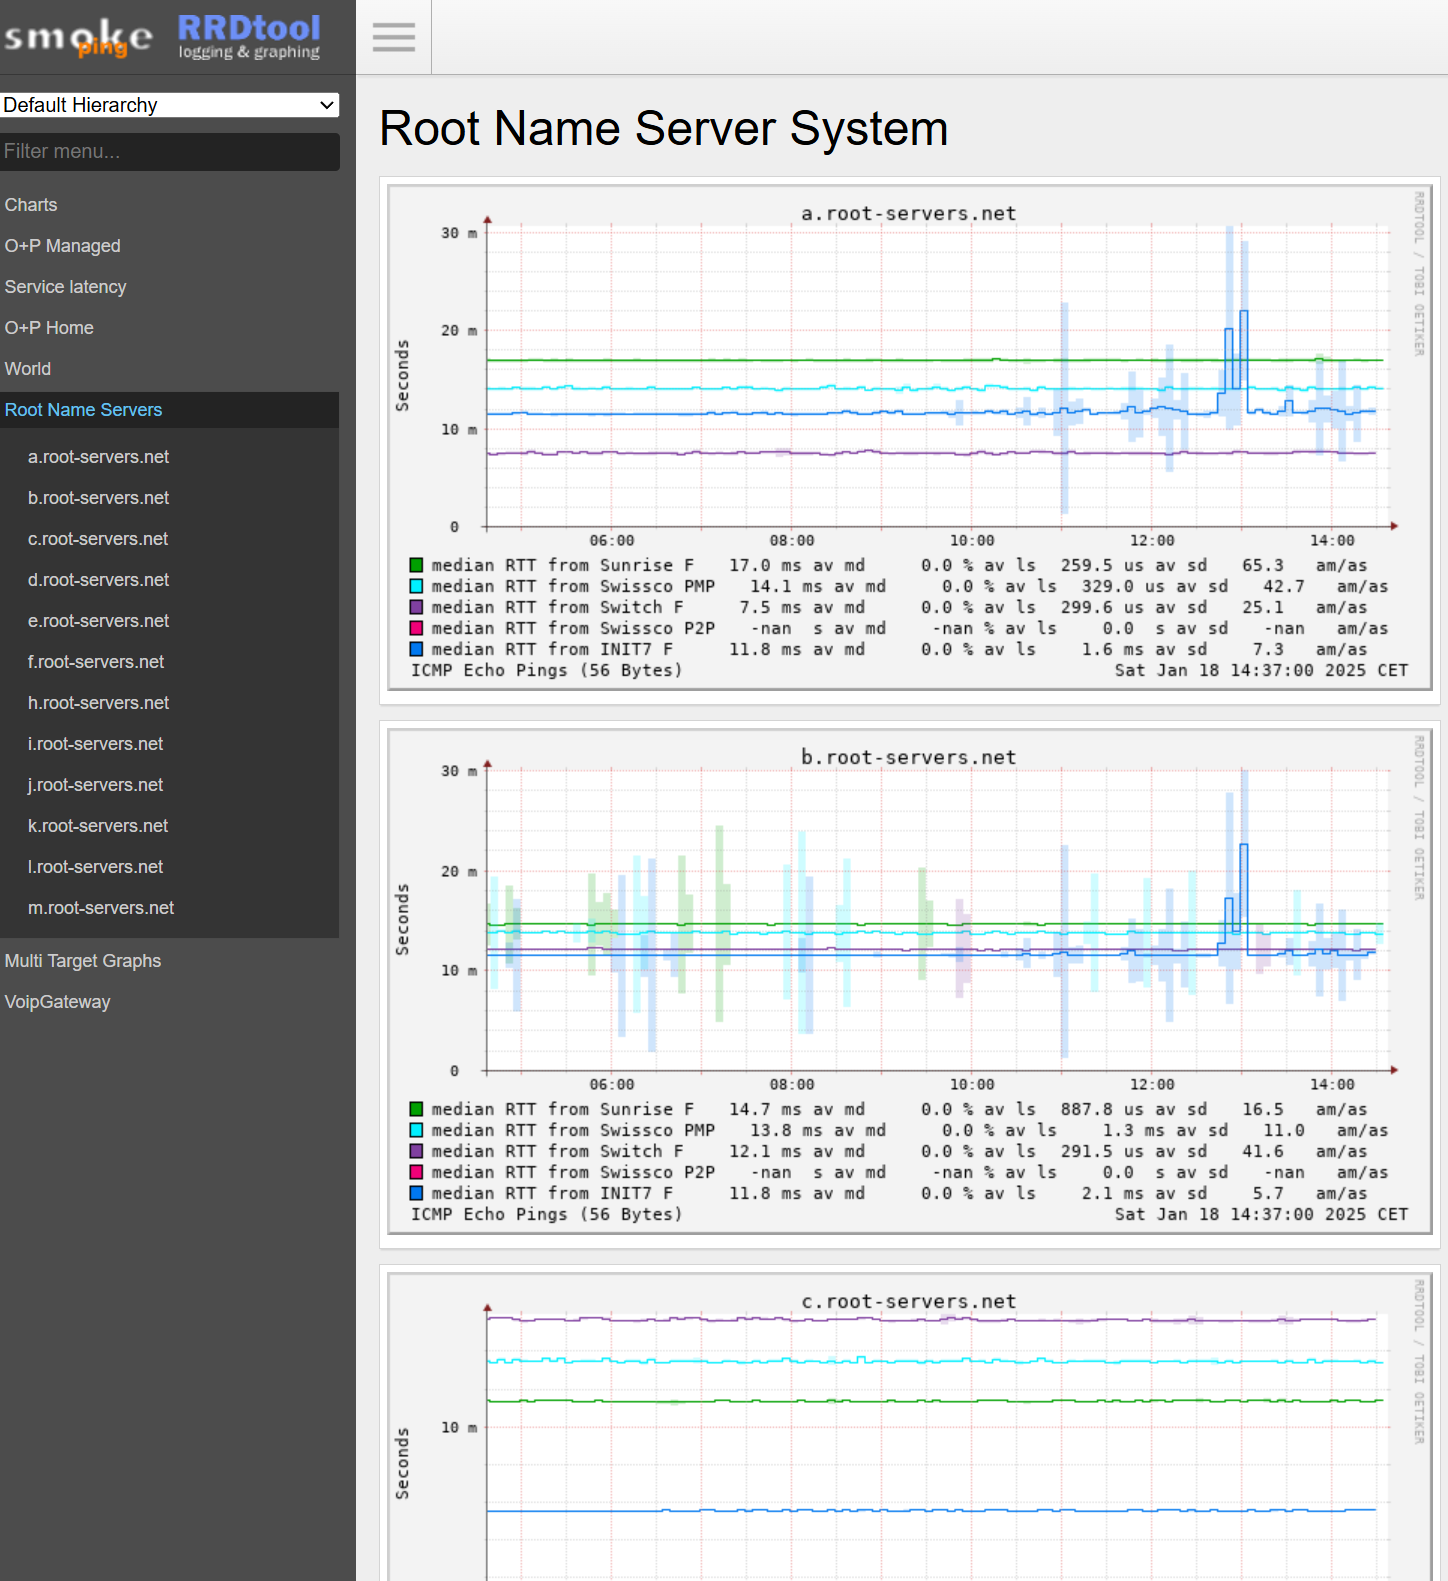 smoke ping
RRDtool
logging & graphing
Default Hierarchy
Filter menu...
Charts
O+P Managed
Service latency
O+P Home
World
Root Name Servers
a.root-servers.net
b.root-servers.net
c.root-servers.net
d.root-servers.net
e.root-servers.net
f.root-servers.net
h.root-servers.net
i.root-servers.net
j.root-servers.net
k.root-servers.net
l.root-servers.net
m.root-servers.net
Multi Target Graphs
VoipGateway
Root Name Server System
a.root-servers.net
RRDTOOL / TOBI OETIKER
Seconds
30 m
20 m
10 m
0
06:00 08:00 10:00 12:00 14:00
median RTT from Sunrise F 17.0 ms av md 0.0 % av ls 259.5 us av sd 65.3 am/as
median RTT from Swissco PMP 14.1 ms av md 0.0 % av ls 329.0 us av sd 42.7 am/as
median RTT from Switch F 7.5 ms av md 0.0 % av ls 299.6 us av sd 25.1 am/as
median RTT from Swissco P2P -nan s av md -nan % av ls 0.0 s av sd -nan am/as
median RTT from INIT7 F 11.8 ms av md 0.0 % av ls 1.6 ms av sd 7.3 am/as
ICMP Echo Pings (56 Bytes) Sat Jan 18 14:37:00 2025 CET
b.root-servers.net
RRDTOOL / TOBI OETIKER
Seconds
30 m
20 m
10 m
0
06:00 08:00 10:00 12:00 14:00
median RTT from Sunrise F 14.7 ms av md 0.0 % av ls 887.8 us av sd 16.5 am/as
median RTT from Swissco PMP 13.8 ms av md 0.0 % av ls 1.3 ms av sd 11.0 am/as
median RTT from Switch F 12.1 ms av md 0.0 % av ls 291.5 us av sd 41.6 am/as
median RTT from Swissco P2P -nan s av md -nan % av ls 0.0 s av sd -nan am/as
median RTT from INIT7 F 11.8 ms av md 0.0 % av ls 2.1 ms av sd 5.7 am/as
ICMP Echo Pings (56 Bytes) Sat Jan 18 14:37:00 2025 CET
c.root-servers.net
RRDTOOL / TOBI OETIKER
Seconds
10 m